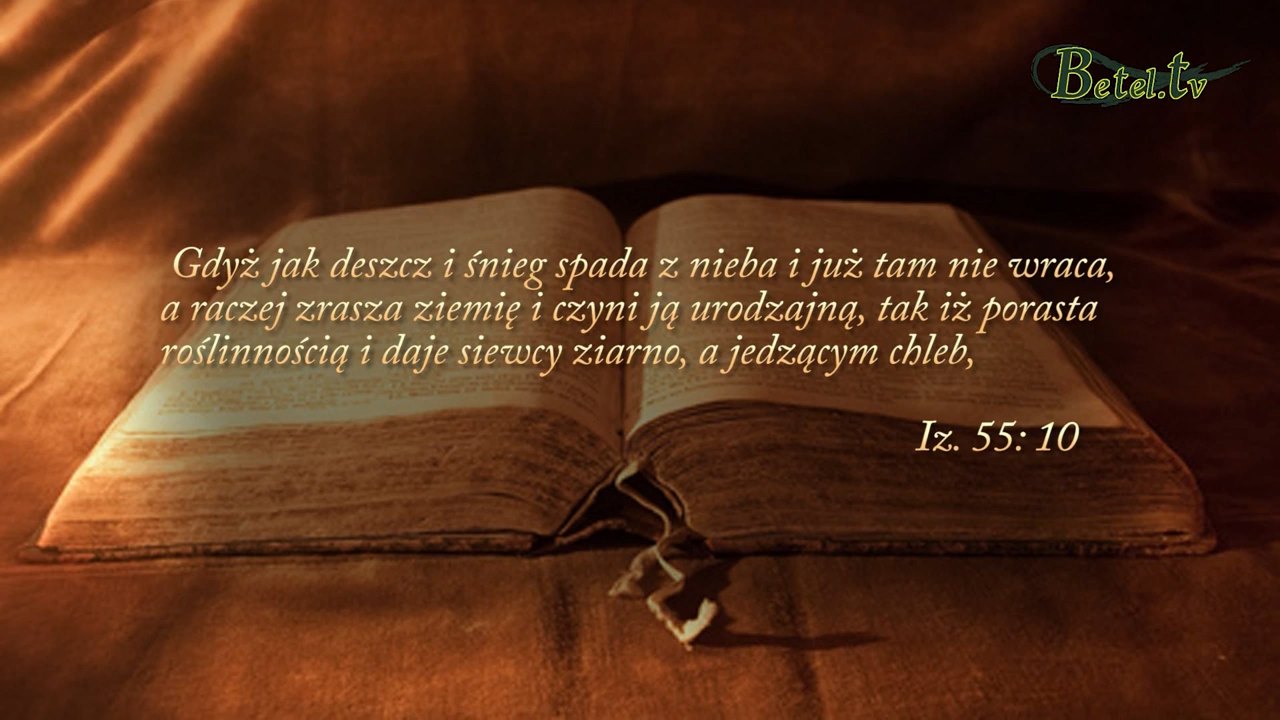 Betel.tv
Gdyż jak deszcz i śnieg spada z nieba i już tam nie wraca,
a raczej zrasza ziemię i czyni ją urodzajną, tak iż porasta
roślinnością i daje siewcy ziarno, a jedzącym chleb,
Iz. 55: 10